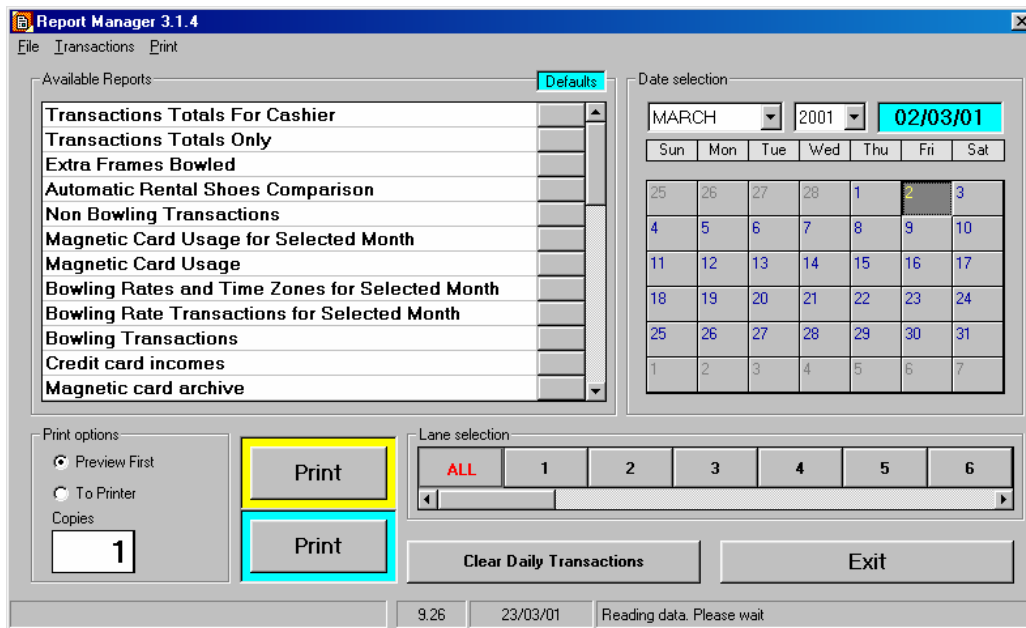 Report Manager 3.1.4
File Transactions Print
Available Reports
Defaults
Transactions Totals For Cashier
Transactions Totals Only
Extra Frames Bowled
Automatic Rental Shoes Comparison
Non Bowling Transactions
Magnetic Card Usage for Selected Month
Magnetic Card Usage
Bowling Rates and Time Zones for Selected Month
Bowling Rate Transactions for Selected Month
Bowling Transactions
Credit card incomes
Magnetic card archive
Date selection
MARCH 2001 02/03/01
Sun Mon Tue Wed Thu Fri Sat
25 26 27 28 1 2 3
4 5 6 7 8 9 10
11 12 13 14 15 16 17
18 19 20 21 22 23 24
25 26 27 28 29 30 31
1 2 3 4 5 6 7
Print options
Preview First
To Printer
Copies
1
Print
Print
Lane selection
ALL 1 2 3 4 5 6
Clear Daily Transactions
Exit
9.26 23/03/01 Reading data. Please wait